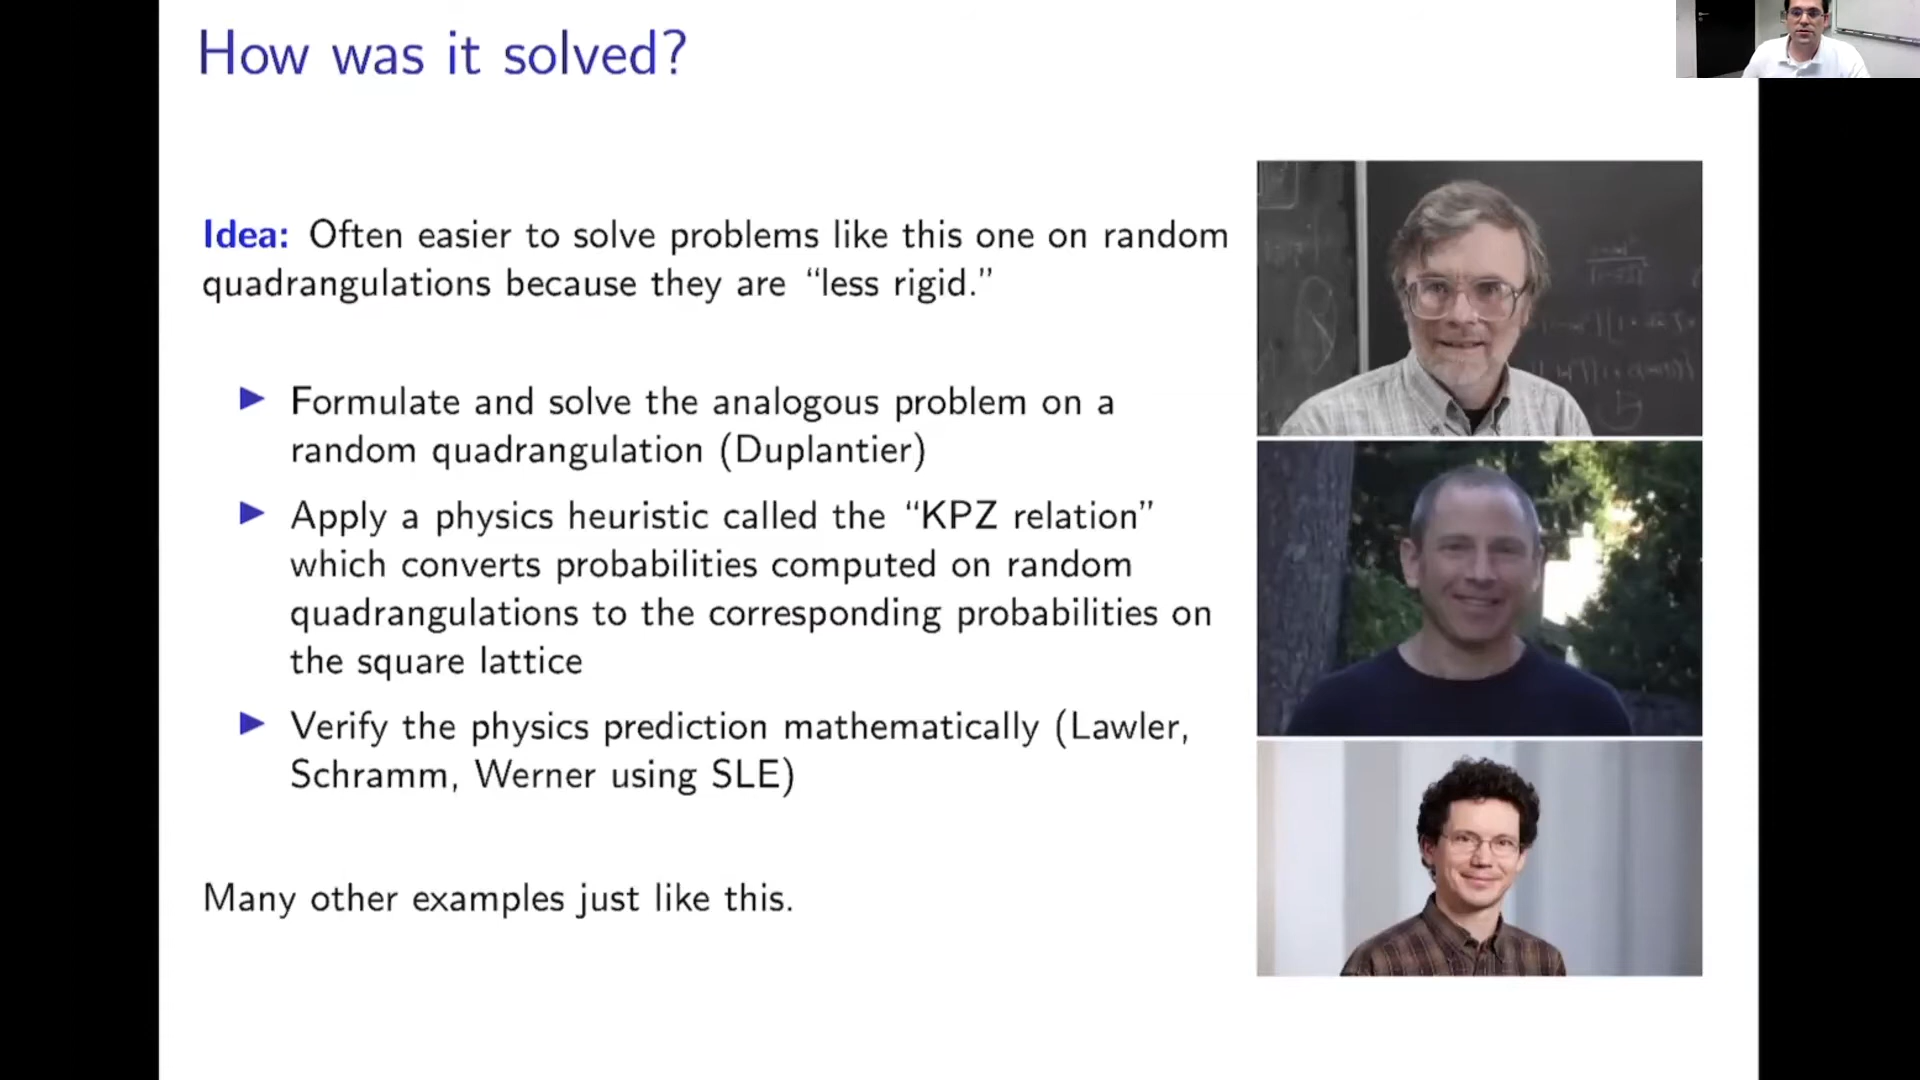 How was it solved?
Idea: Often easier to solve problems like this one on random
quadrangulations because they are “less rigid.”
Formulate and solve the analogous problem on a
random quadrangulation (Duplantier)
Apply a physics heuristic called the “KPZ relation”
which converts probabilities computed on random
quadrangulations to the corresponding probabilities on
the square lattice
Verify the physics prediction mathematically (Lawler,
Schramm, Werner using SLE)
Many other examples just like this.